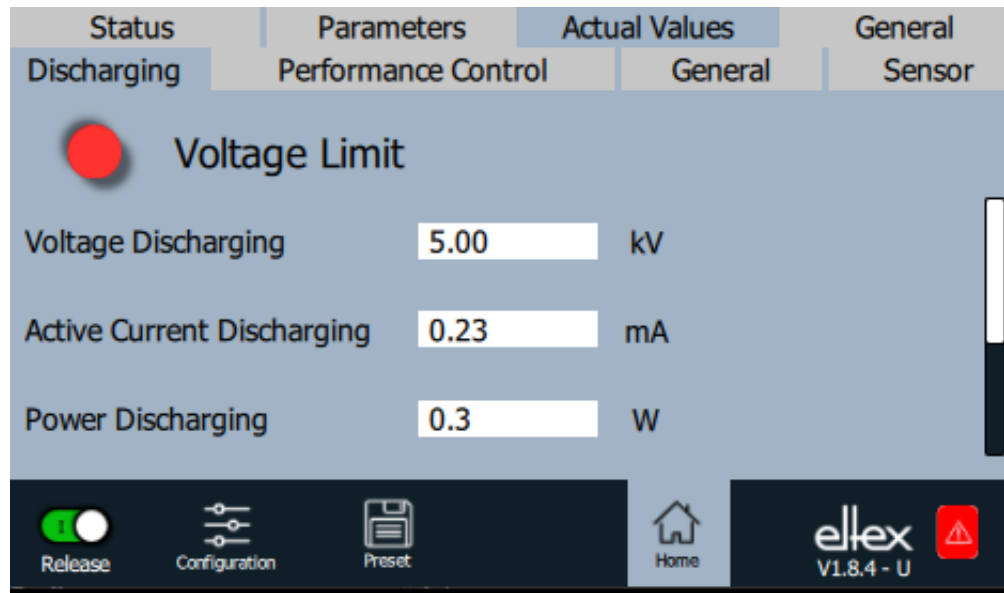 Status Parameters Actual Values General
Discharging Performance Control General Sensor
Voltage Limit
Voltage Discharging 5.00 kV
Active Current Discharging 0.23 mA
Power Discharging 0.3 W
I
Release Configuration Preset Home
eltex
V1.8.4 - U